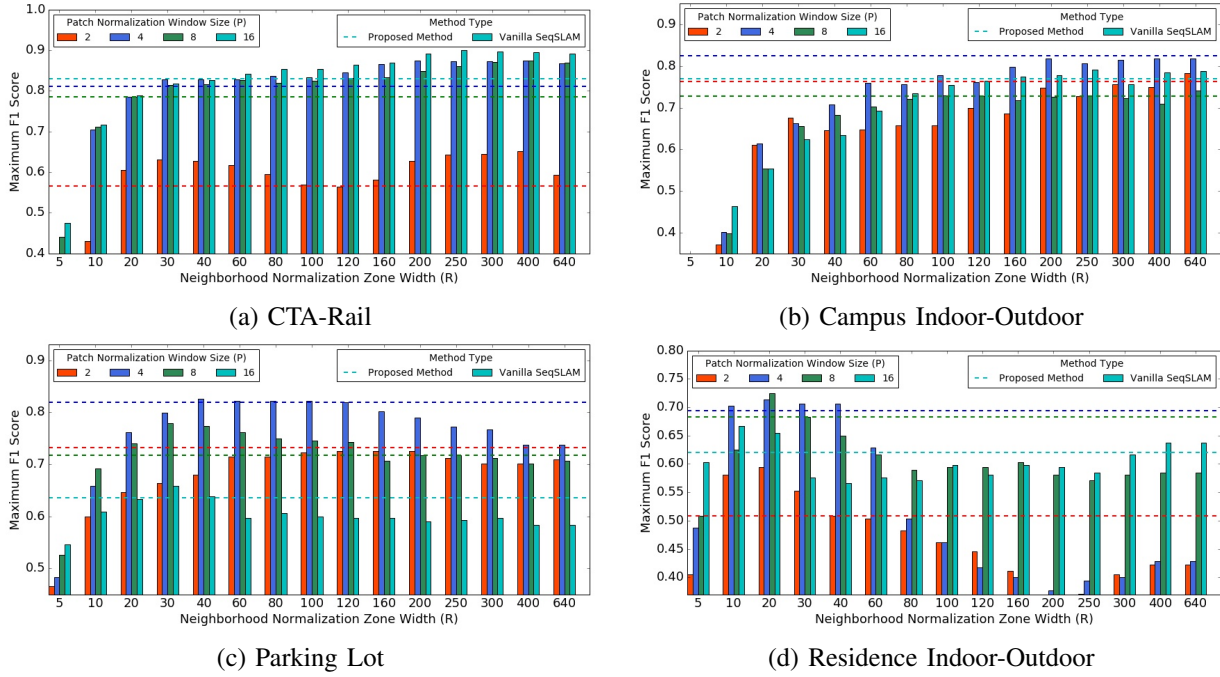 Patch Normalization Window Size (P)
2 4 8 16
Method Type
Proposed Method Vanilla SeqSLAM
Maximum F1 Score
1.0
0.9
0.8
0.7
0.6
0.5
0.4
5 10 20 30 40 60 80 100 120 160 200 250 300 400 640
Neighborhood Normalization Zone Width (R)
(a) CTA-Rail
Patch Normalization Window Size (P)
2 4 8 16
Method Type
Proposed Method Vanilla SeqSLAM
Maximum F1 Score
0.9
0.8
0.7
0.6
0.5
0.4
5 10 20 30 40 60 80 100 120 160 200 250 300 400 640
Neighborhood Normalization Zone Width (R)
(b) Campus Indoor-Outdoor
Patch Normalization Window Size (P)
2 4 8 16
Method Type
Proposed Method Vanilla SeqSLAM
Maximum F1 Score
0.9
0.8
0.7
0.6
0.5
5 10 20 30 40 60 80 100 120 160 200 250 300 400 640
Neighborhood Normalization Zone Width (R)
(c) Parking Lot
Patch Normalization Window Size (P)
2 4 8 16
Method Type
Proposed Method Vanilla SeqSLAM
Maximum F1 Score
0.80
0.75
0.70
0.65
0.60
0.55
0.50
0.45
0.40
5 10 20 30 40 60 80 100 120 160 200 250 300 400 640
Neighborhood Normalization Zone Width (R)
(d) Residence Indoor-Outdoor